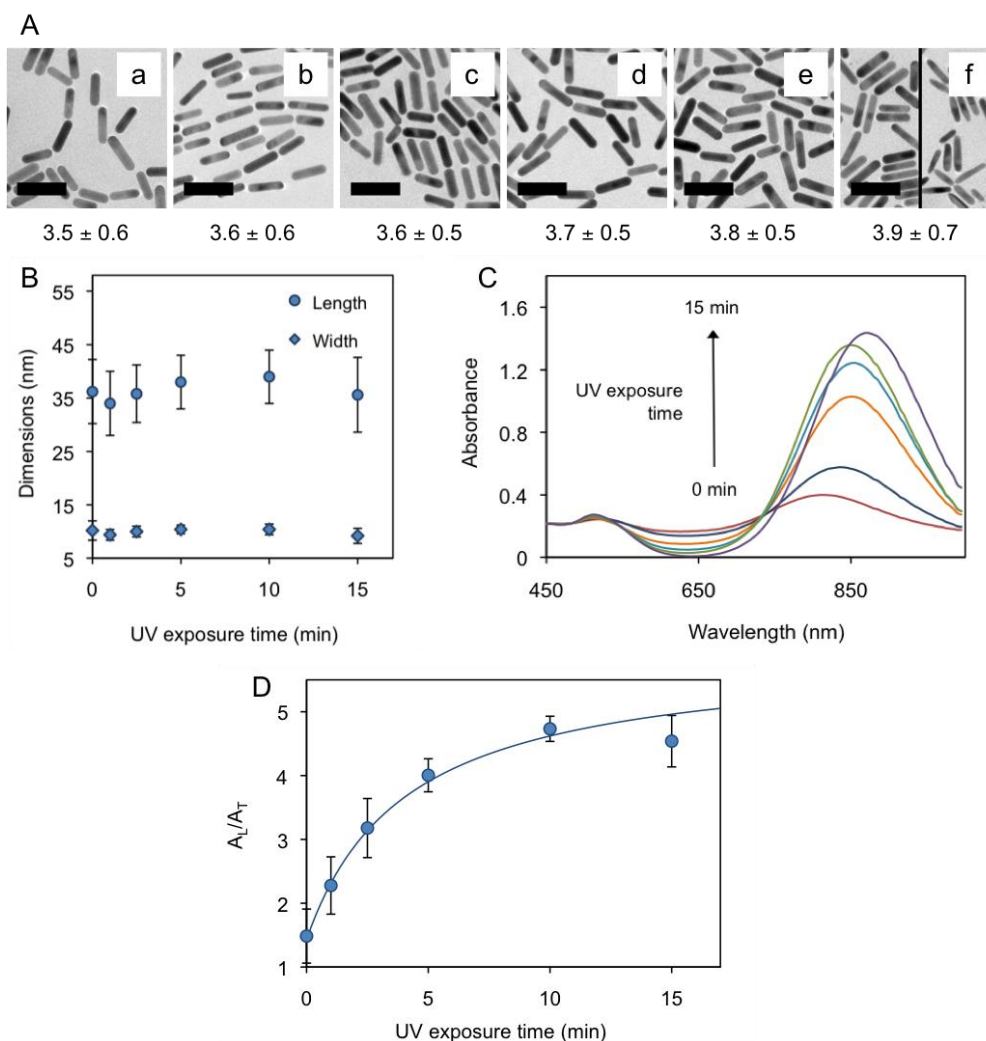 A
a b c d e f
3.5 ± 0.6 3.6 ± 0.6 3.6 ± 0.5 3.7 ± 0.5 3.8 ± 0.5 3.9 ± 0.7
B
55
45
35
25
15
5
Dimensions (nm)
Length
Width
0 5 10 15
UV exposure time (min)
C
1.6
1.2
0.8
0.4
0
Absorbance
15 min
UV exposure
time
0 min
450 650 850
Wavelength (nm)
D
5
4
3
2
1
A_L/A_T
0 5 10 15
UV exposure time (min)